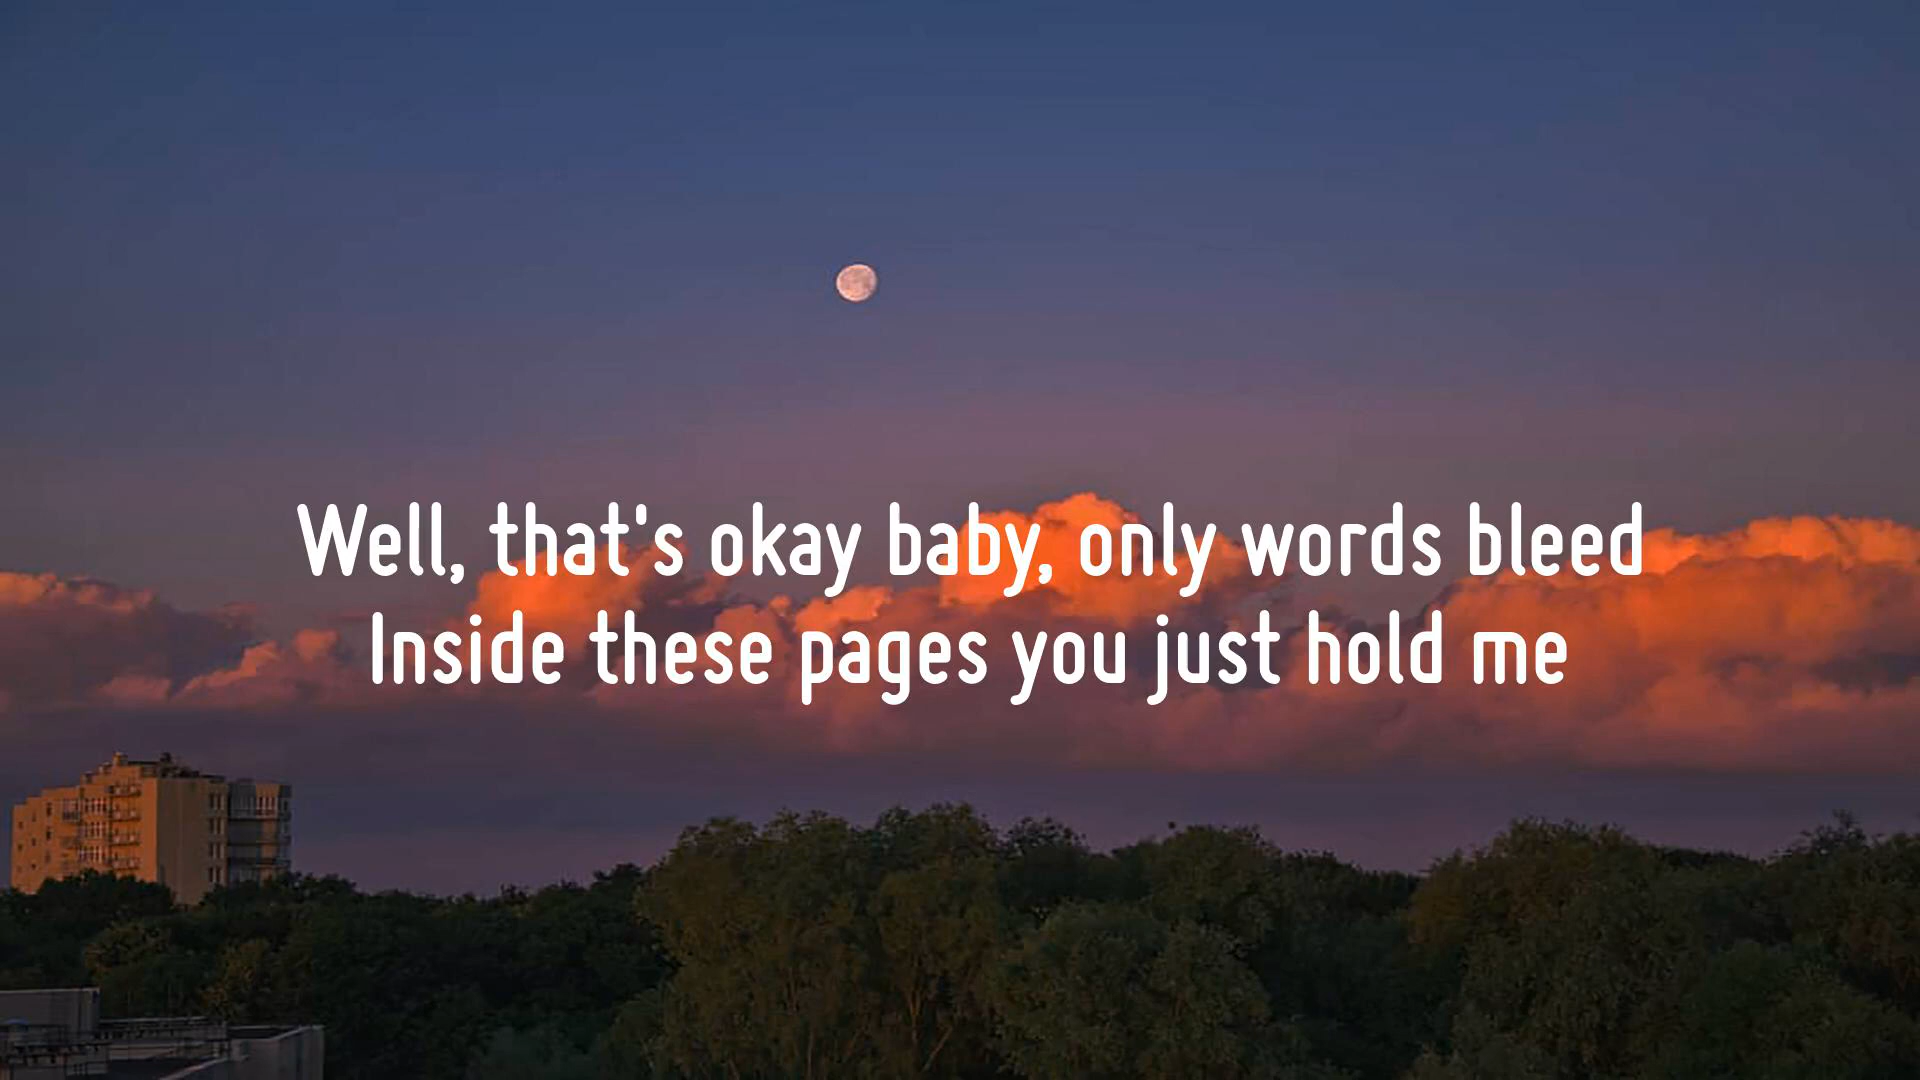 Well, that's okay baby, only words bleed
Inside these pages you just hold me